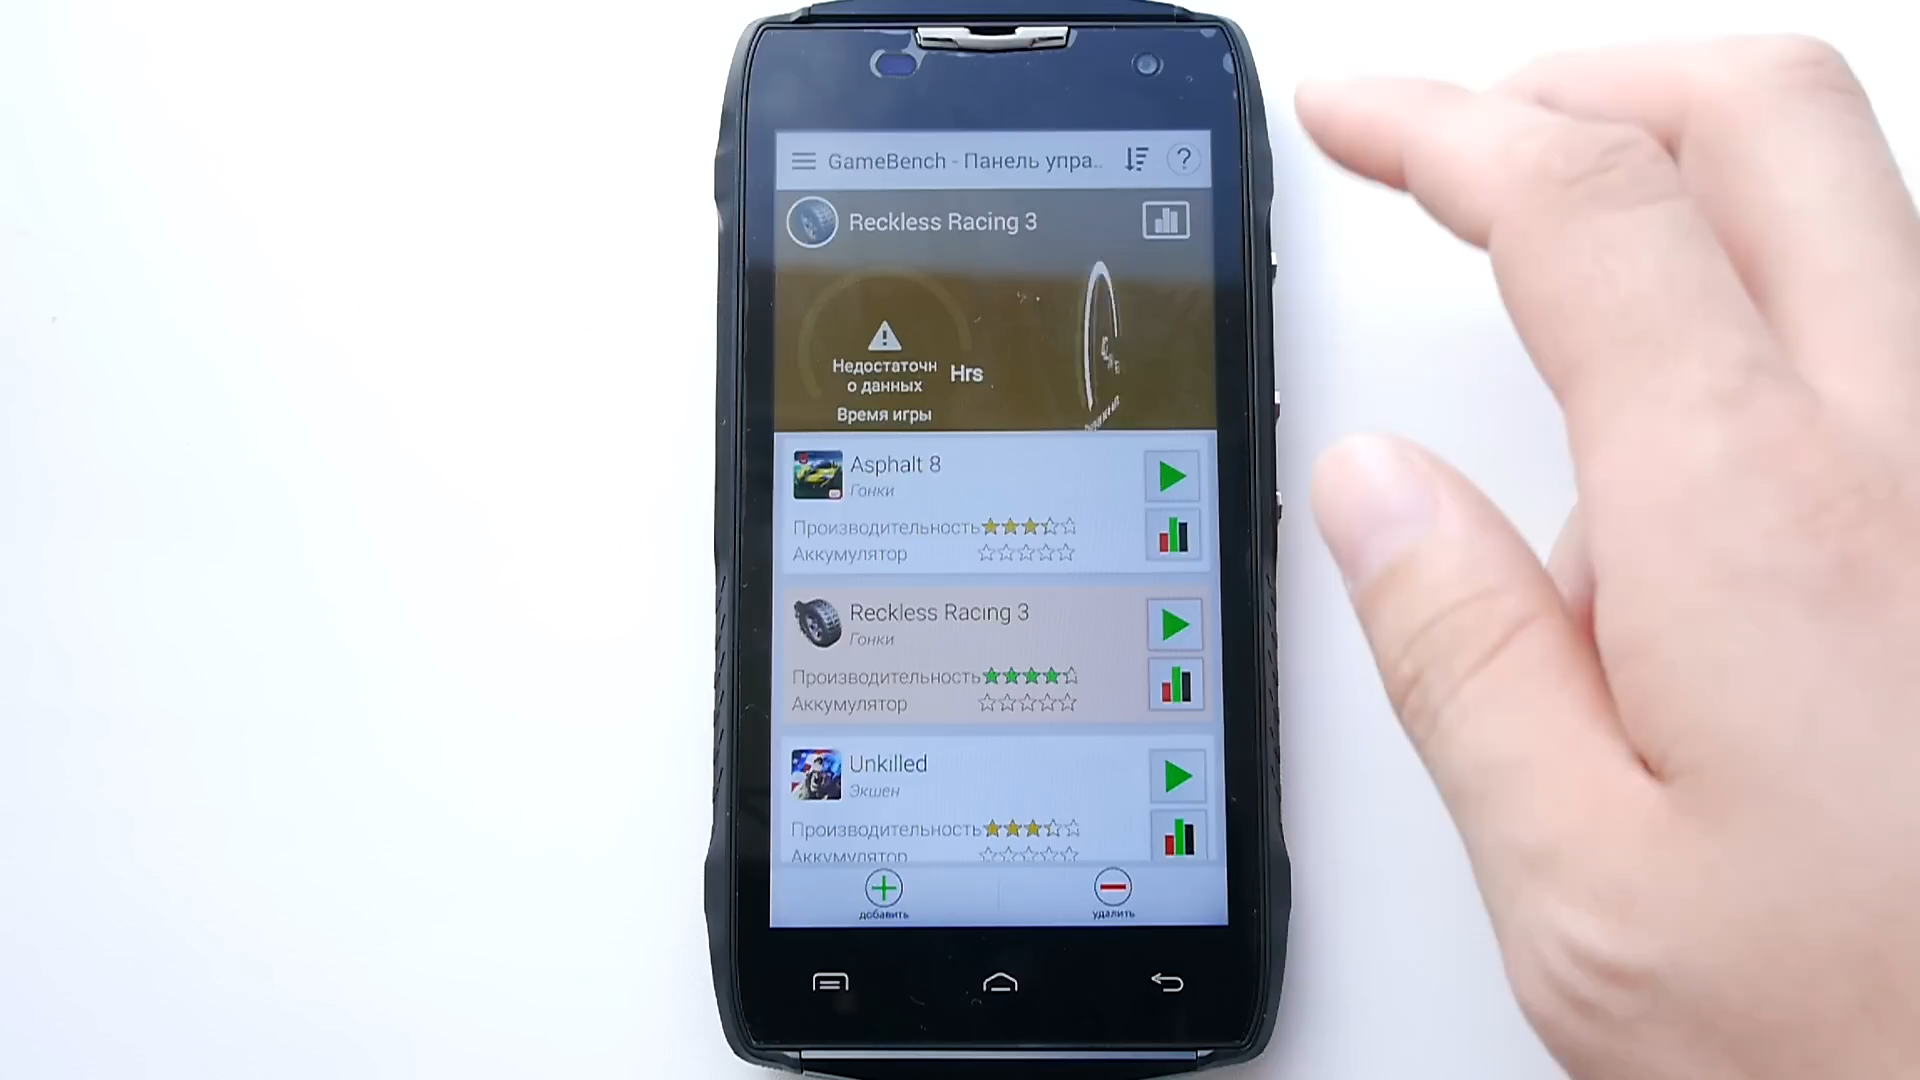 GameBench - Панель упра..
?
Reckless Racing 3
Недостаточн
о данных
Hrs
Время игры
Asphalt 8
Гонки
Производительность
Аккумулятор
Reckless Racing 3
Гонки
Производительность
Аккумулятор
Unkilled
Экшен
Производительность
Аккумулятор
добавить
удалить